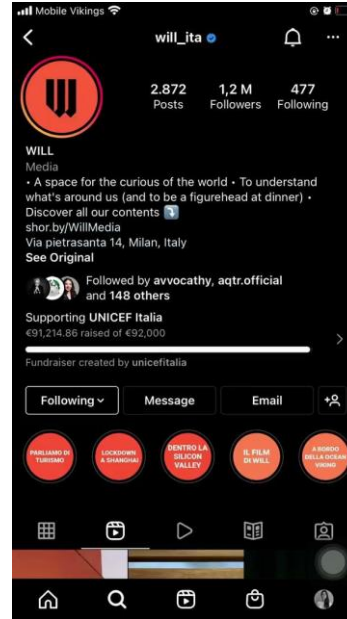 Mobile Vikings
will_ita
2.872
Posts
1,2 M
Followers
477
Following
WILL
Media
• A space for the curious of the world • To understand
what's around us (and to be a figurehead at dinner) •
Discover all our contents
shor.by/WillMedia
Via pietrasanta 14, Milan, Italy
See Original
Followed by avvocathy, aqtr.official
and 148 others
Supporting UNICEF Italia
€91,214.86 raised of €92,000
Fundraiser created by unicefitalia
Following
Message
Email
PARLIAMO DI
TURISMO
LOCKDOWN
A SHANGHAI
DENTRO LA
SILICON
VALLEY
IL FILM
DI WILL
A BORDO
DELLA OCEAN
VIKING